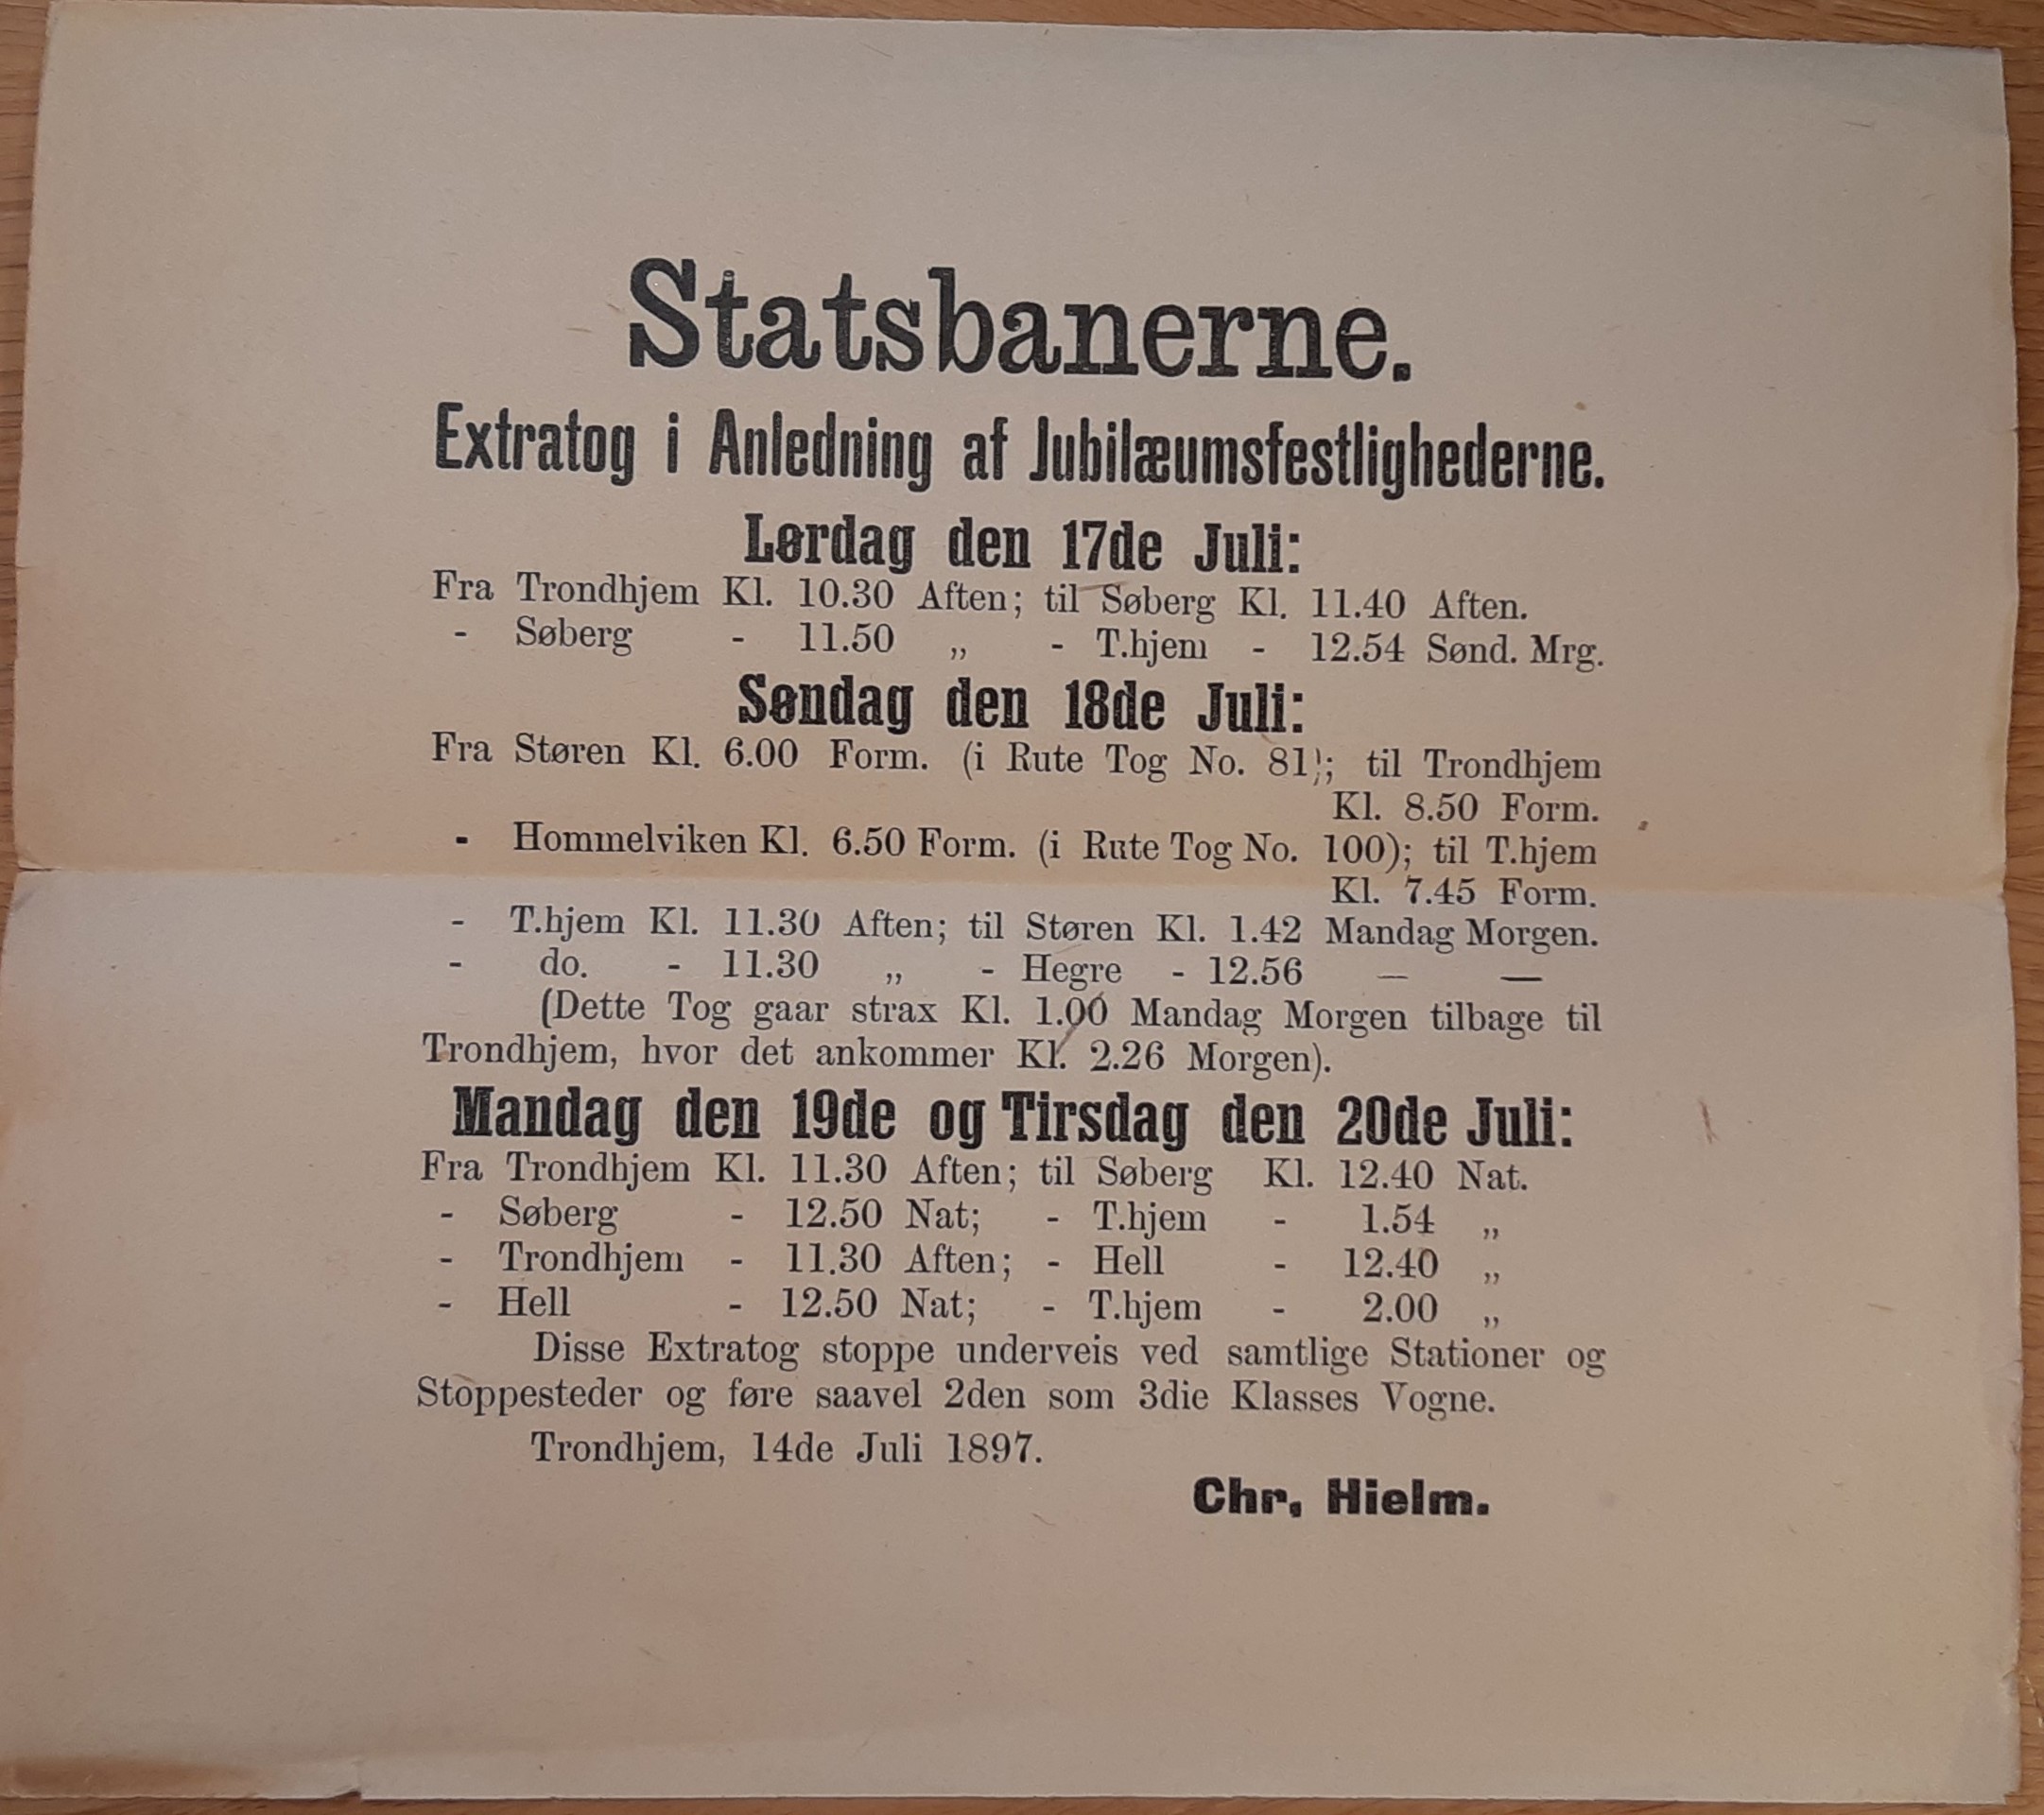 Statsbanerne.
Extratog i Anledning af Jubilæumsfestlighederne.
Lørdag den 17de Juli:
Fra Trondhjem Kl. 10.30 Aften; til Søberg Kl. 11.40 Aften.
- Søberg - 11.50 „ - T.hjem - 12.54 Sønd. Mrg.
Søndag den 18de Juli:
Fra Støren Kl. 6.00 Form. (i Rute Tog No. 81); til Trondhjem
Kl. 8.50 Form.
- Hommelviken Kl. 6.50 Form. (i Rute Tog No. 100); til T.hjem
Kl. 7.45 Form.
- T.hjem Kl. 11.30 Aften; til Støren Kl. 1.42 Mandag Morgen.
- do. - 11.30 „ - Hegre - 12.56 — —
(Dette Tog gaar strax Kl. 1.00 Mandag Morgen tilbage til
Trondhjem, hvor det ankommer Kl. 2.26 Morgen).
Mandag den 19de og Tirsdag den 20de Juli:
Fra Trondhjem Kl. 11.30 Aften; til Søberg Kl. 12.40 Nat.
- Søberg - 12.50 Nat; - T.hjem - 1.54 „
- Trondhjem - 11.30 Aften; - Hell - 12.40 „
- Hell - 12.50 Nat; - T.hjem - 2.00 „
Disse Extratog stoppe underveis ved samtlige Stationer og
Stoppesteder og føre saavel 2den som 3die Klasses Vogne.
Trondhjem, 14de Juli 1897.
Chr, Hielm.